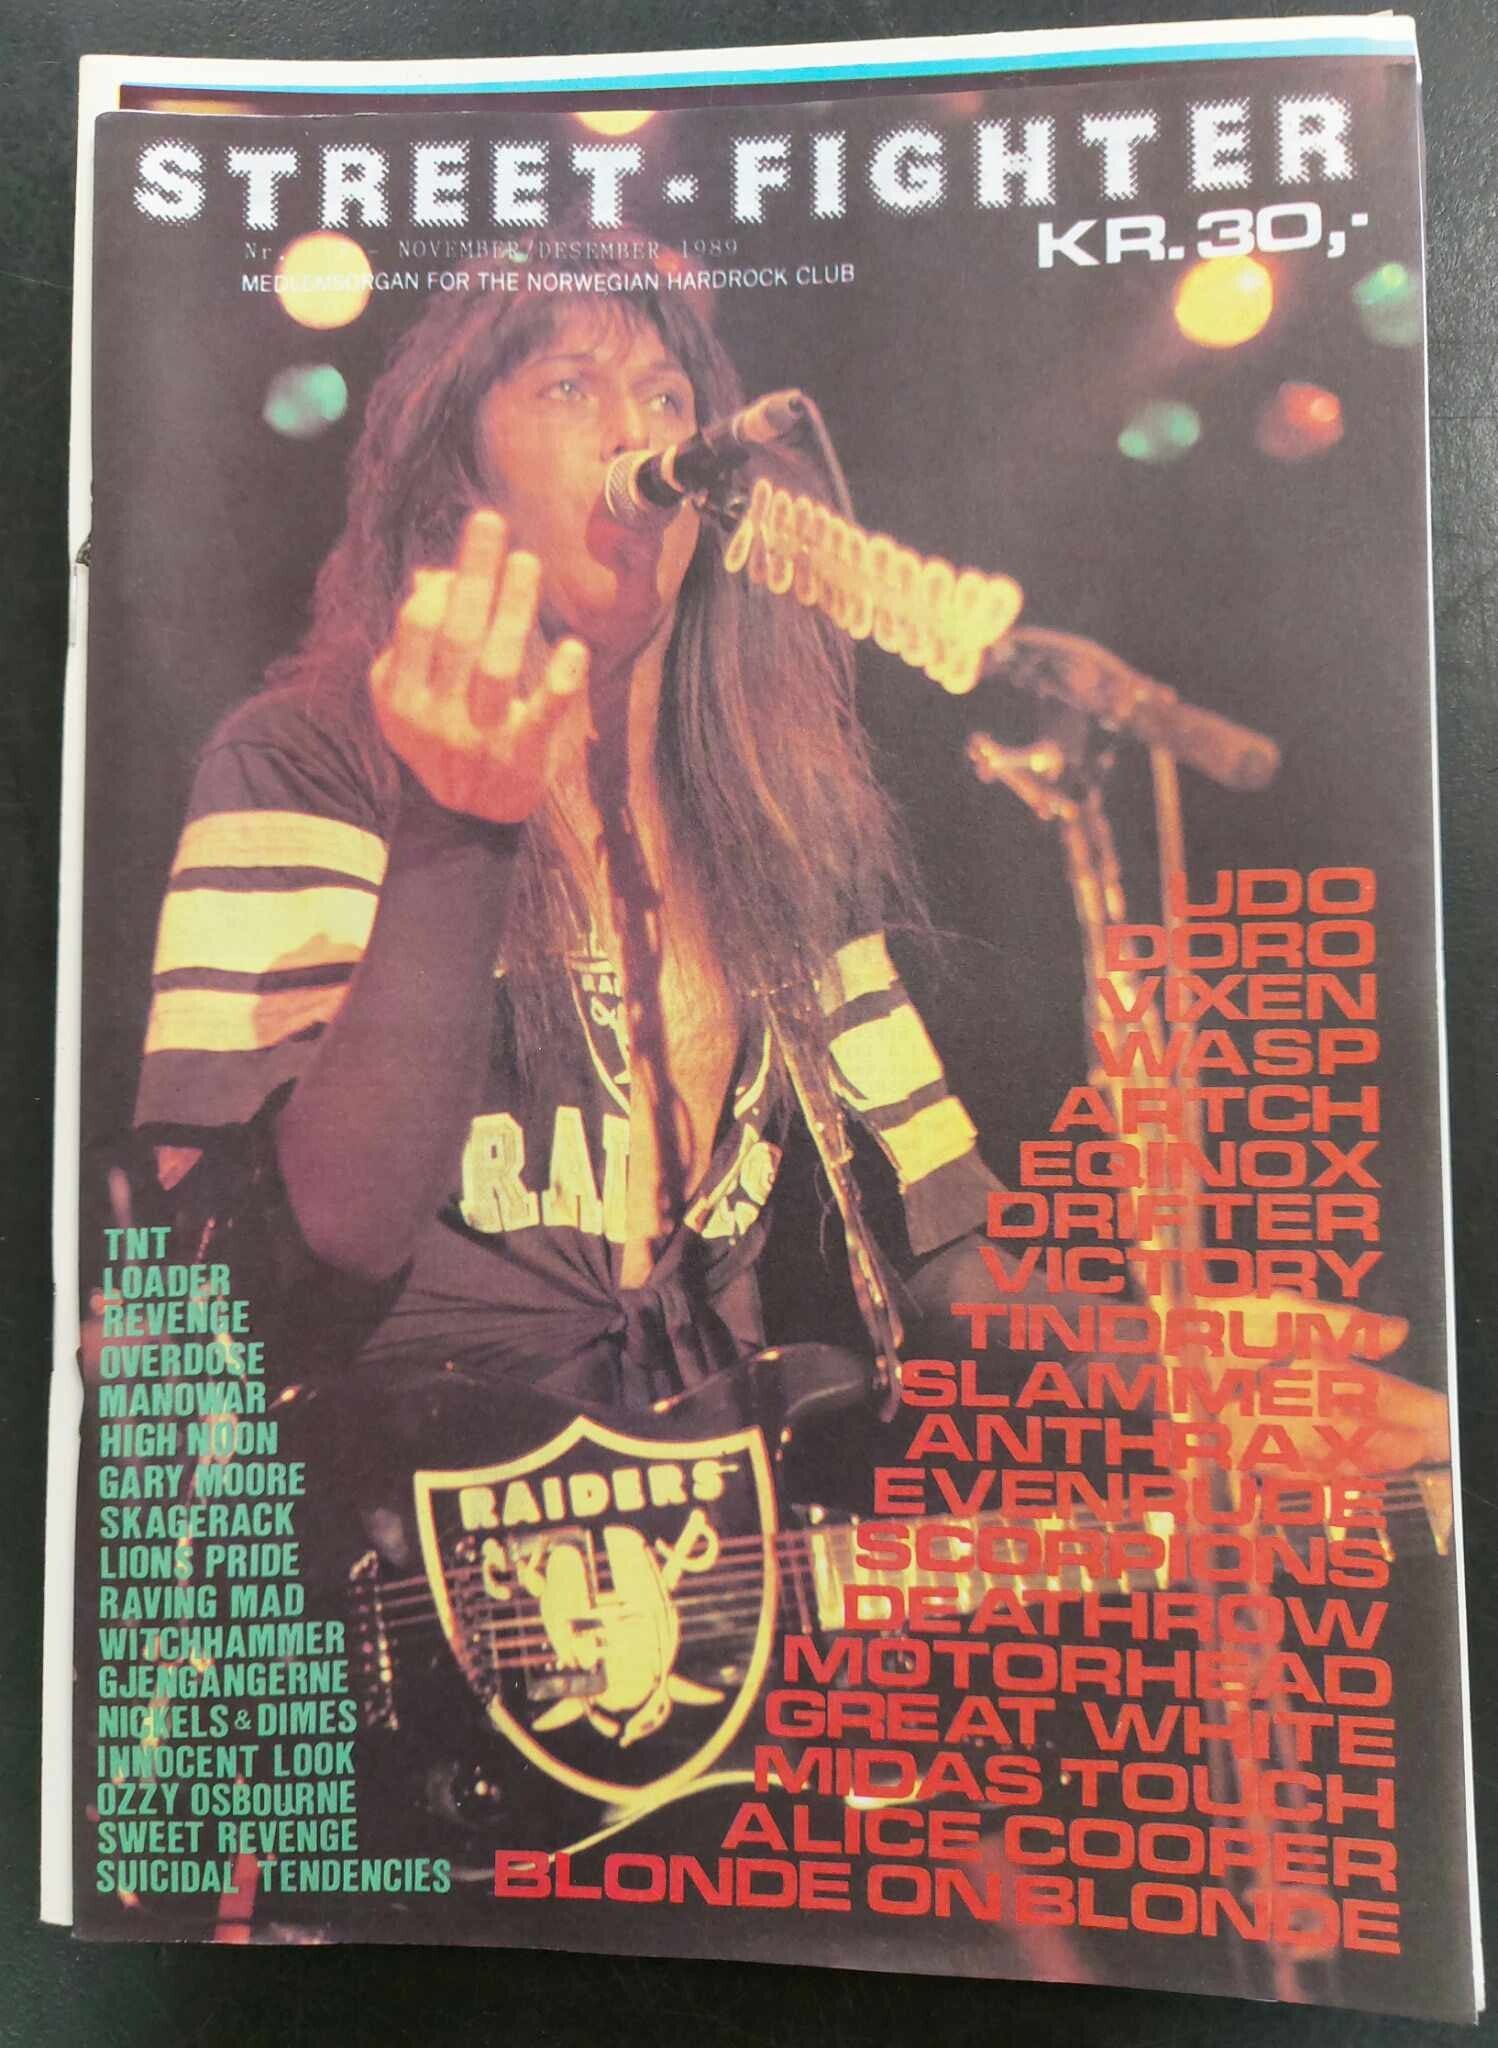 STREET-FIGHTER
KR. 30,-
Nr. - NOVEMBER/DESEMBER 1989
MEDLEMSORGAN FOR THE NORWEGIAN HARDROCK CLUB
RAIDERS
UDO
DORO
VIXEN
WASP
ARTCH
EQINOX
DRIFTER
VICTORY
TINDRUM
SLAMMER
ANTHRAX
EVENRUDE
SCORPIONS
DEATHROW
MOTORHEAD
GREAT WHITE
MIDAS TOUCH
ALICE COOPER
BLONDE ON BLONDE
TNT
LOADER
REVENGE
OVERDOSE
MANOWAR
HIGH NOON
GARY MOORE
SKAGERACK
LIONS PRIDE
RAVING MAD
WITCHHAMMER
GJENGANGERNE
NICKELS & DIMES
INNOCENT LOOK
OZZY OSBOURNE
SWEET REVENGE
SUICIDAL TENDENCIES